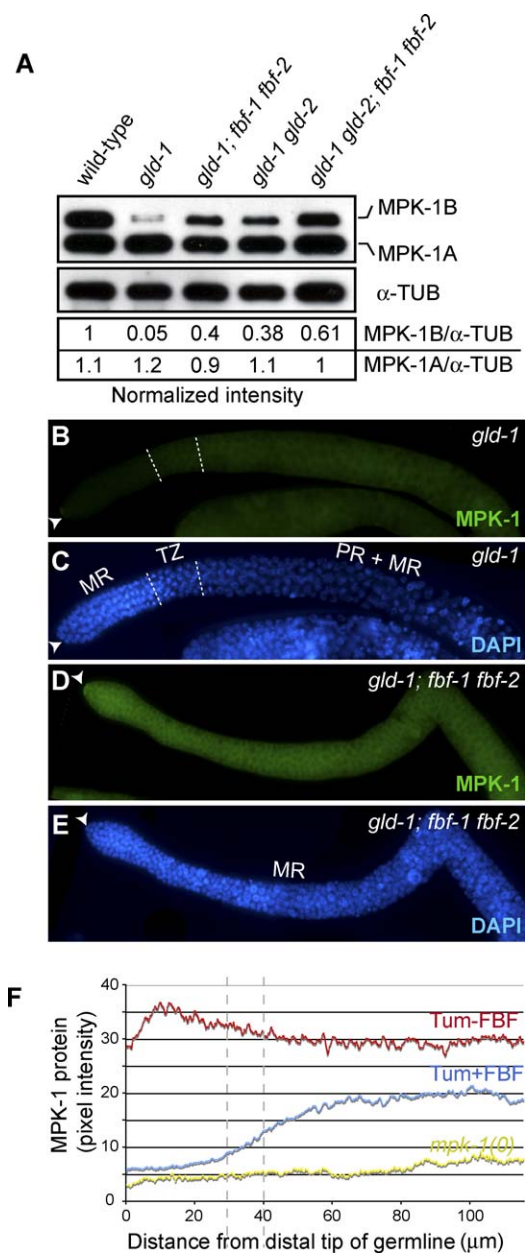 A
wild-type
gld-1
gld-1; fbf-1 fbf-2
gld-1 gld-2
gld-1 gld-2; fbf-1 fbf-2
MPK-1B
MPK-1A
α-TUB
1 0.05 0.4 0.38 0.61 MPK-1B/α-TUB
1.1 1.2 0.9 1.1 1 MPK-1A/α-TUB
Normalized intensity
B
gld-1
MPK-1
C
MR
TZ
PR + MR
gld-1
DAPI
D
gld-1; fbf-1 fbf-2
MPK-1
E
gld-1; fbf-1 fbf-2
MR
DAPI
F
MPK-1 protein
(pixel intensity)
40
30
20
10
0
Tum-FBF
Tum+FBF
mpk-1(0)
0 20 40 60 80 100
Distance from distal tip of germline (μm)